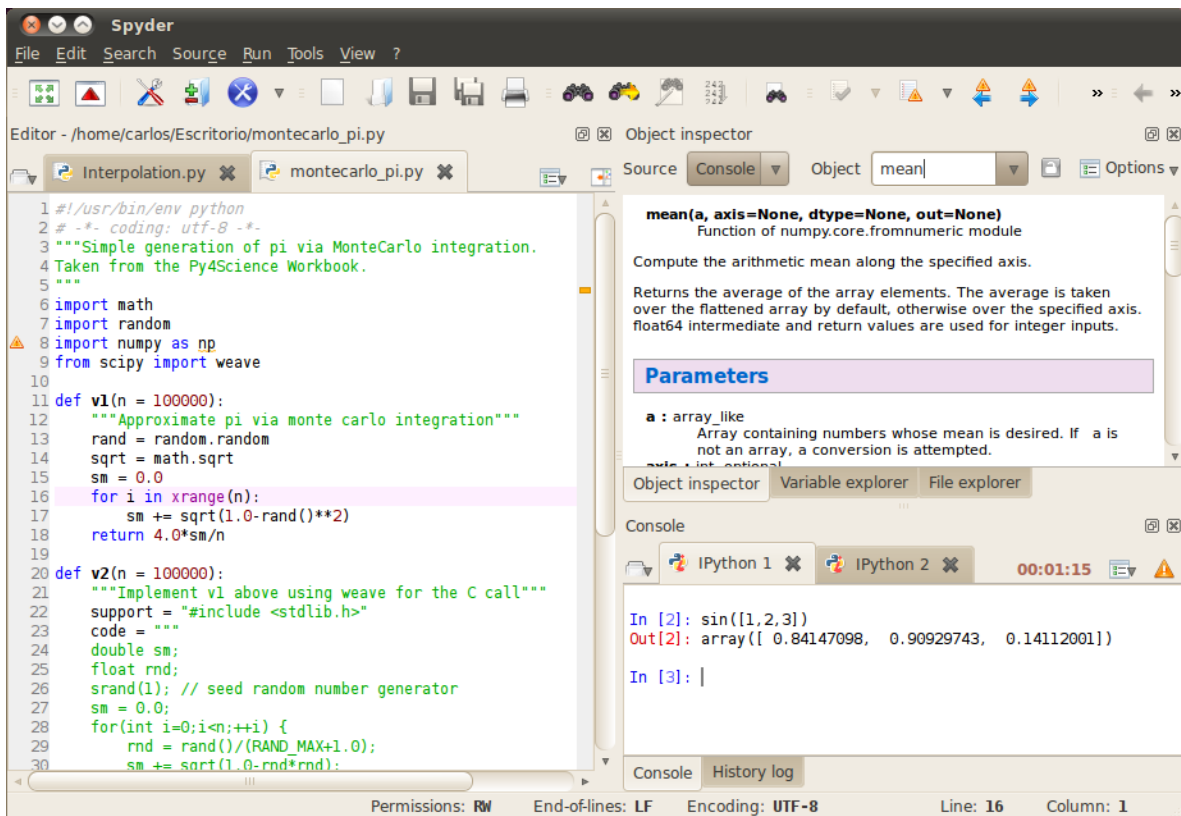 Spyder
File Edit Search Source Run Tools View ?
Editor - /home/carlos/Escritorio/montecarlo_pi.py
Interpolation.py
montecarlo_pi.py
1 #!/usr/bin/env python
2 # -*- coding: utf-8 -*-
3 """Simple generation of pi via MonteCarlo integration.
4 Taken from the Py4Science Workbook.
5 """
6 import math
7 import random
8 import numpy as np
9 from scipy import weave
10
11 def v1(n = 100000):
12     """Approximate pi via monte carlo integration"""
13     rand = random.random
14     sqrt = math.sqrt
15     sm = 0.0
16     for i in xrange(n):
17         sm += sqrt(1.0-rand()**2)
18     return 4.0*sm/n
19
20 def v2(n = 100000):
21     """Implement v1 above using weave for the C call"""
22     support = "#include <stdlib.h>"
23     code = """
24     double sm;
25     float rnd;
26     srand(1); // seed random number generator
27     sm = 0.0;
28     for(int i=0;i<n;++i) {
29         rnd = rand()/(RAND_MAX+1.0);
30         sm += sqrt(1.0-rnd*rnd);
Object inspector
Source Console Object mean Options
mean(a, axis=None, dtype=None, out=None)
Function of numpy.core.fromnumeric module
Compute the arithmetic mean along the specified axis.
Returns the average of the array elements. The average is taken
over the flattened array by default, otherwise over the specified axis.
float64 intermediate and return values are used for integer inputs.
Parameters
a : array_like
Array containing numbers whose mean is desired. If a is
not an array, a conversion is attempted.
axis : int, optional
Object inspector Variable explorer File explorer
Console
IPython 1
IPython 2
00:01:15
In [2]: sin([1,2,3])
Out[2]: array([ 0.84147098,  0.90929743,  0.14112001])
In [3]:
Console History log
Permissions: RW End-of-lines: LF Encoding: UTF-8 Line: 16 Column: 1